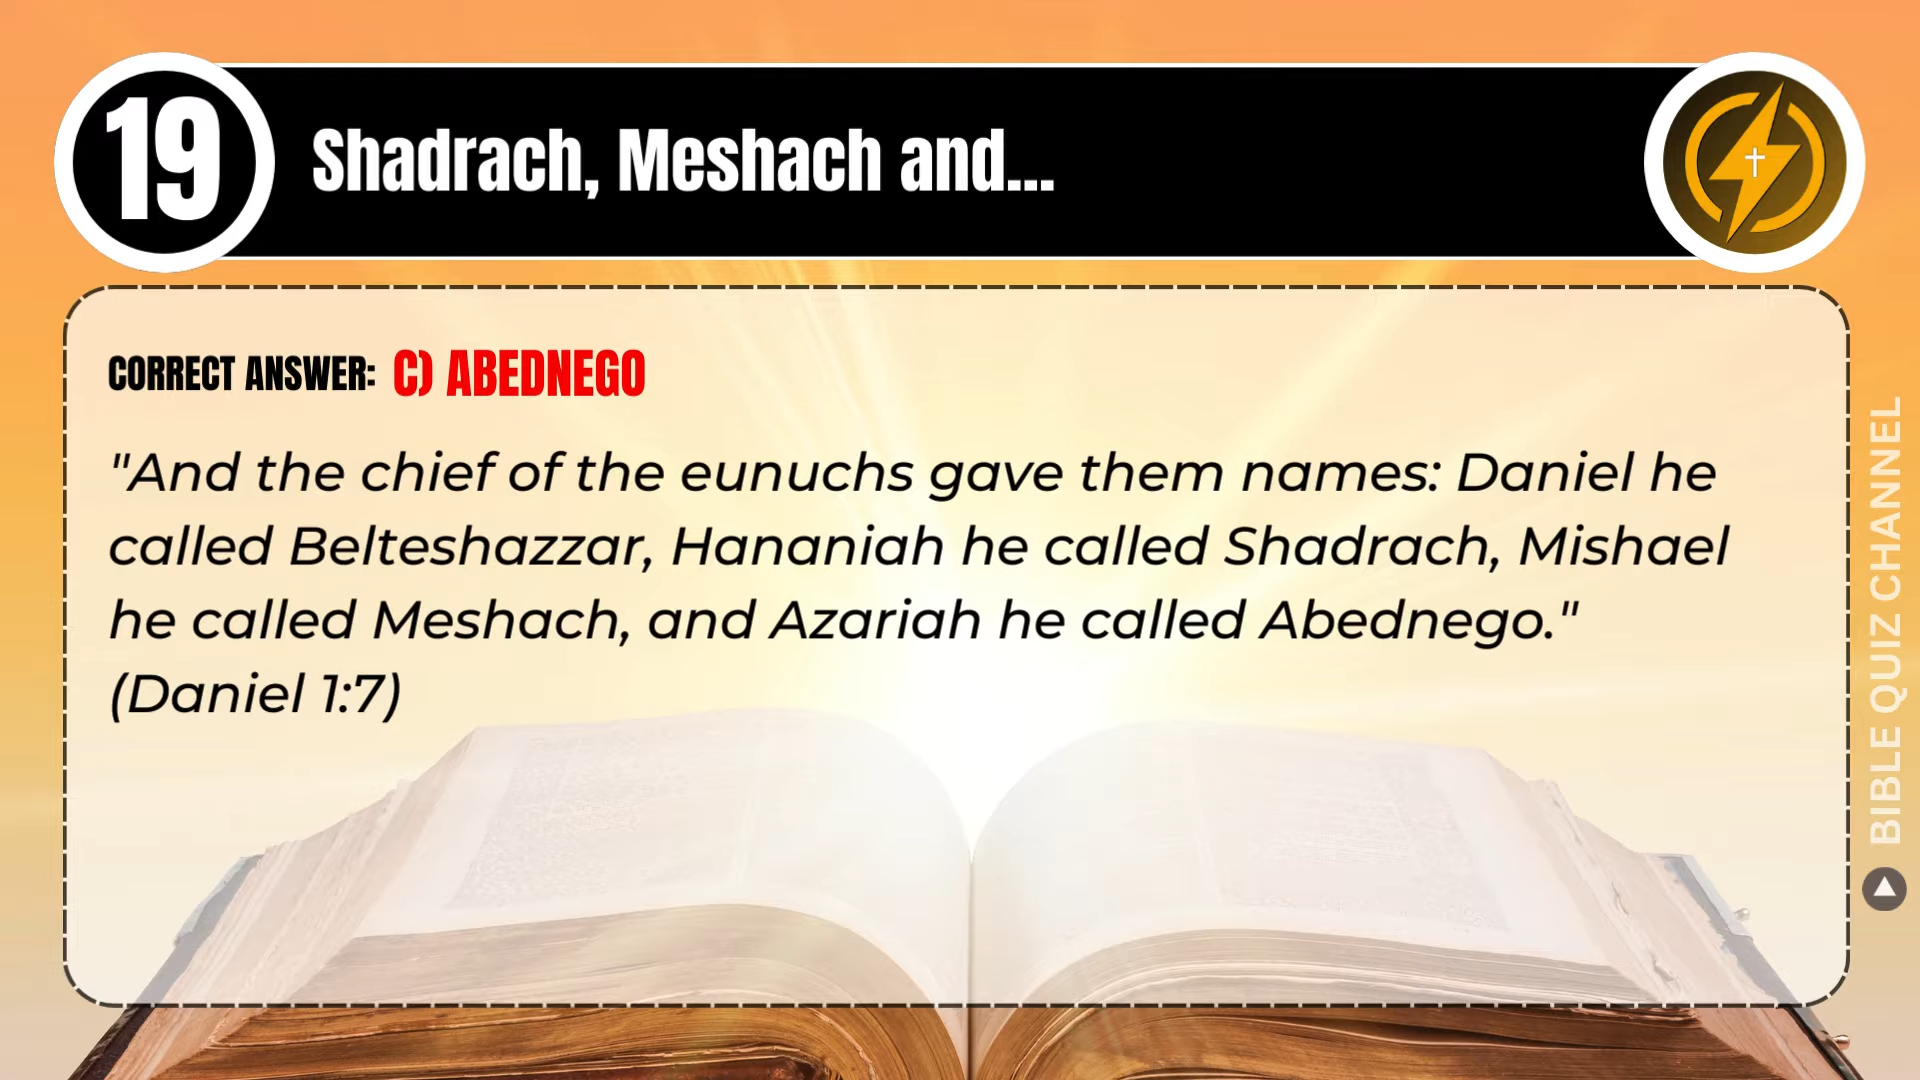 19
Shadrach, Meshach and...
CORRECT ANSWER: C) ABEDNEGO
"And the chief of the eunuchs gave them names: Daniel he
called Belteshazzar, Hananiah he called Shadrach, Mishael
he called Meshach, and Azariah he called Abednego."
(Daniel 1:7)
BIBLE QUIZ CHANNEL